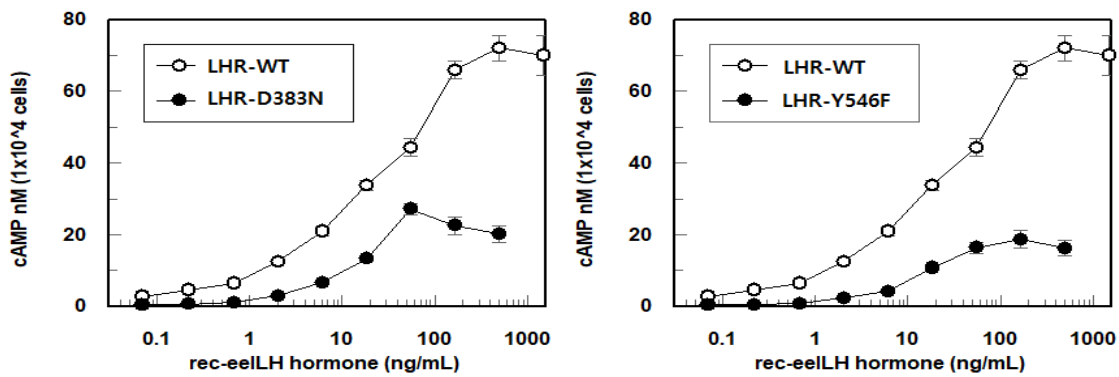 80
60
40
20
0
cAMP nM (1x10^4 cells)
LHR-WT
LHR-D383N
0.1 1 10 100 1000
rec-eelLH hormone (ng/mL)
80
60
40
20
0
cAMP nM (1x10^4 cells)
LHR-WT
LHR-Y546F
0.1 1 10 100 1000
rec-eelLH hormone (ng/mL)